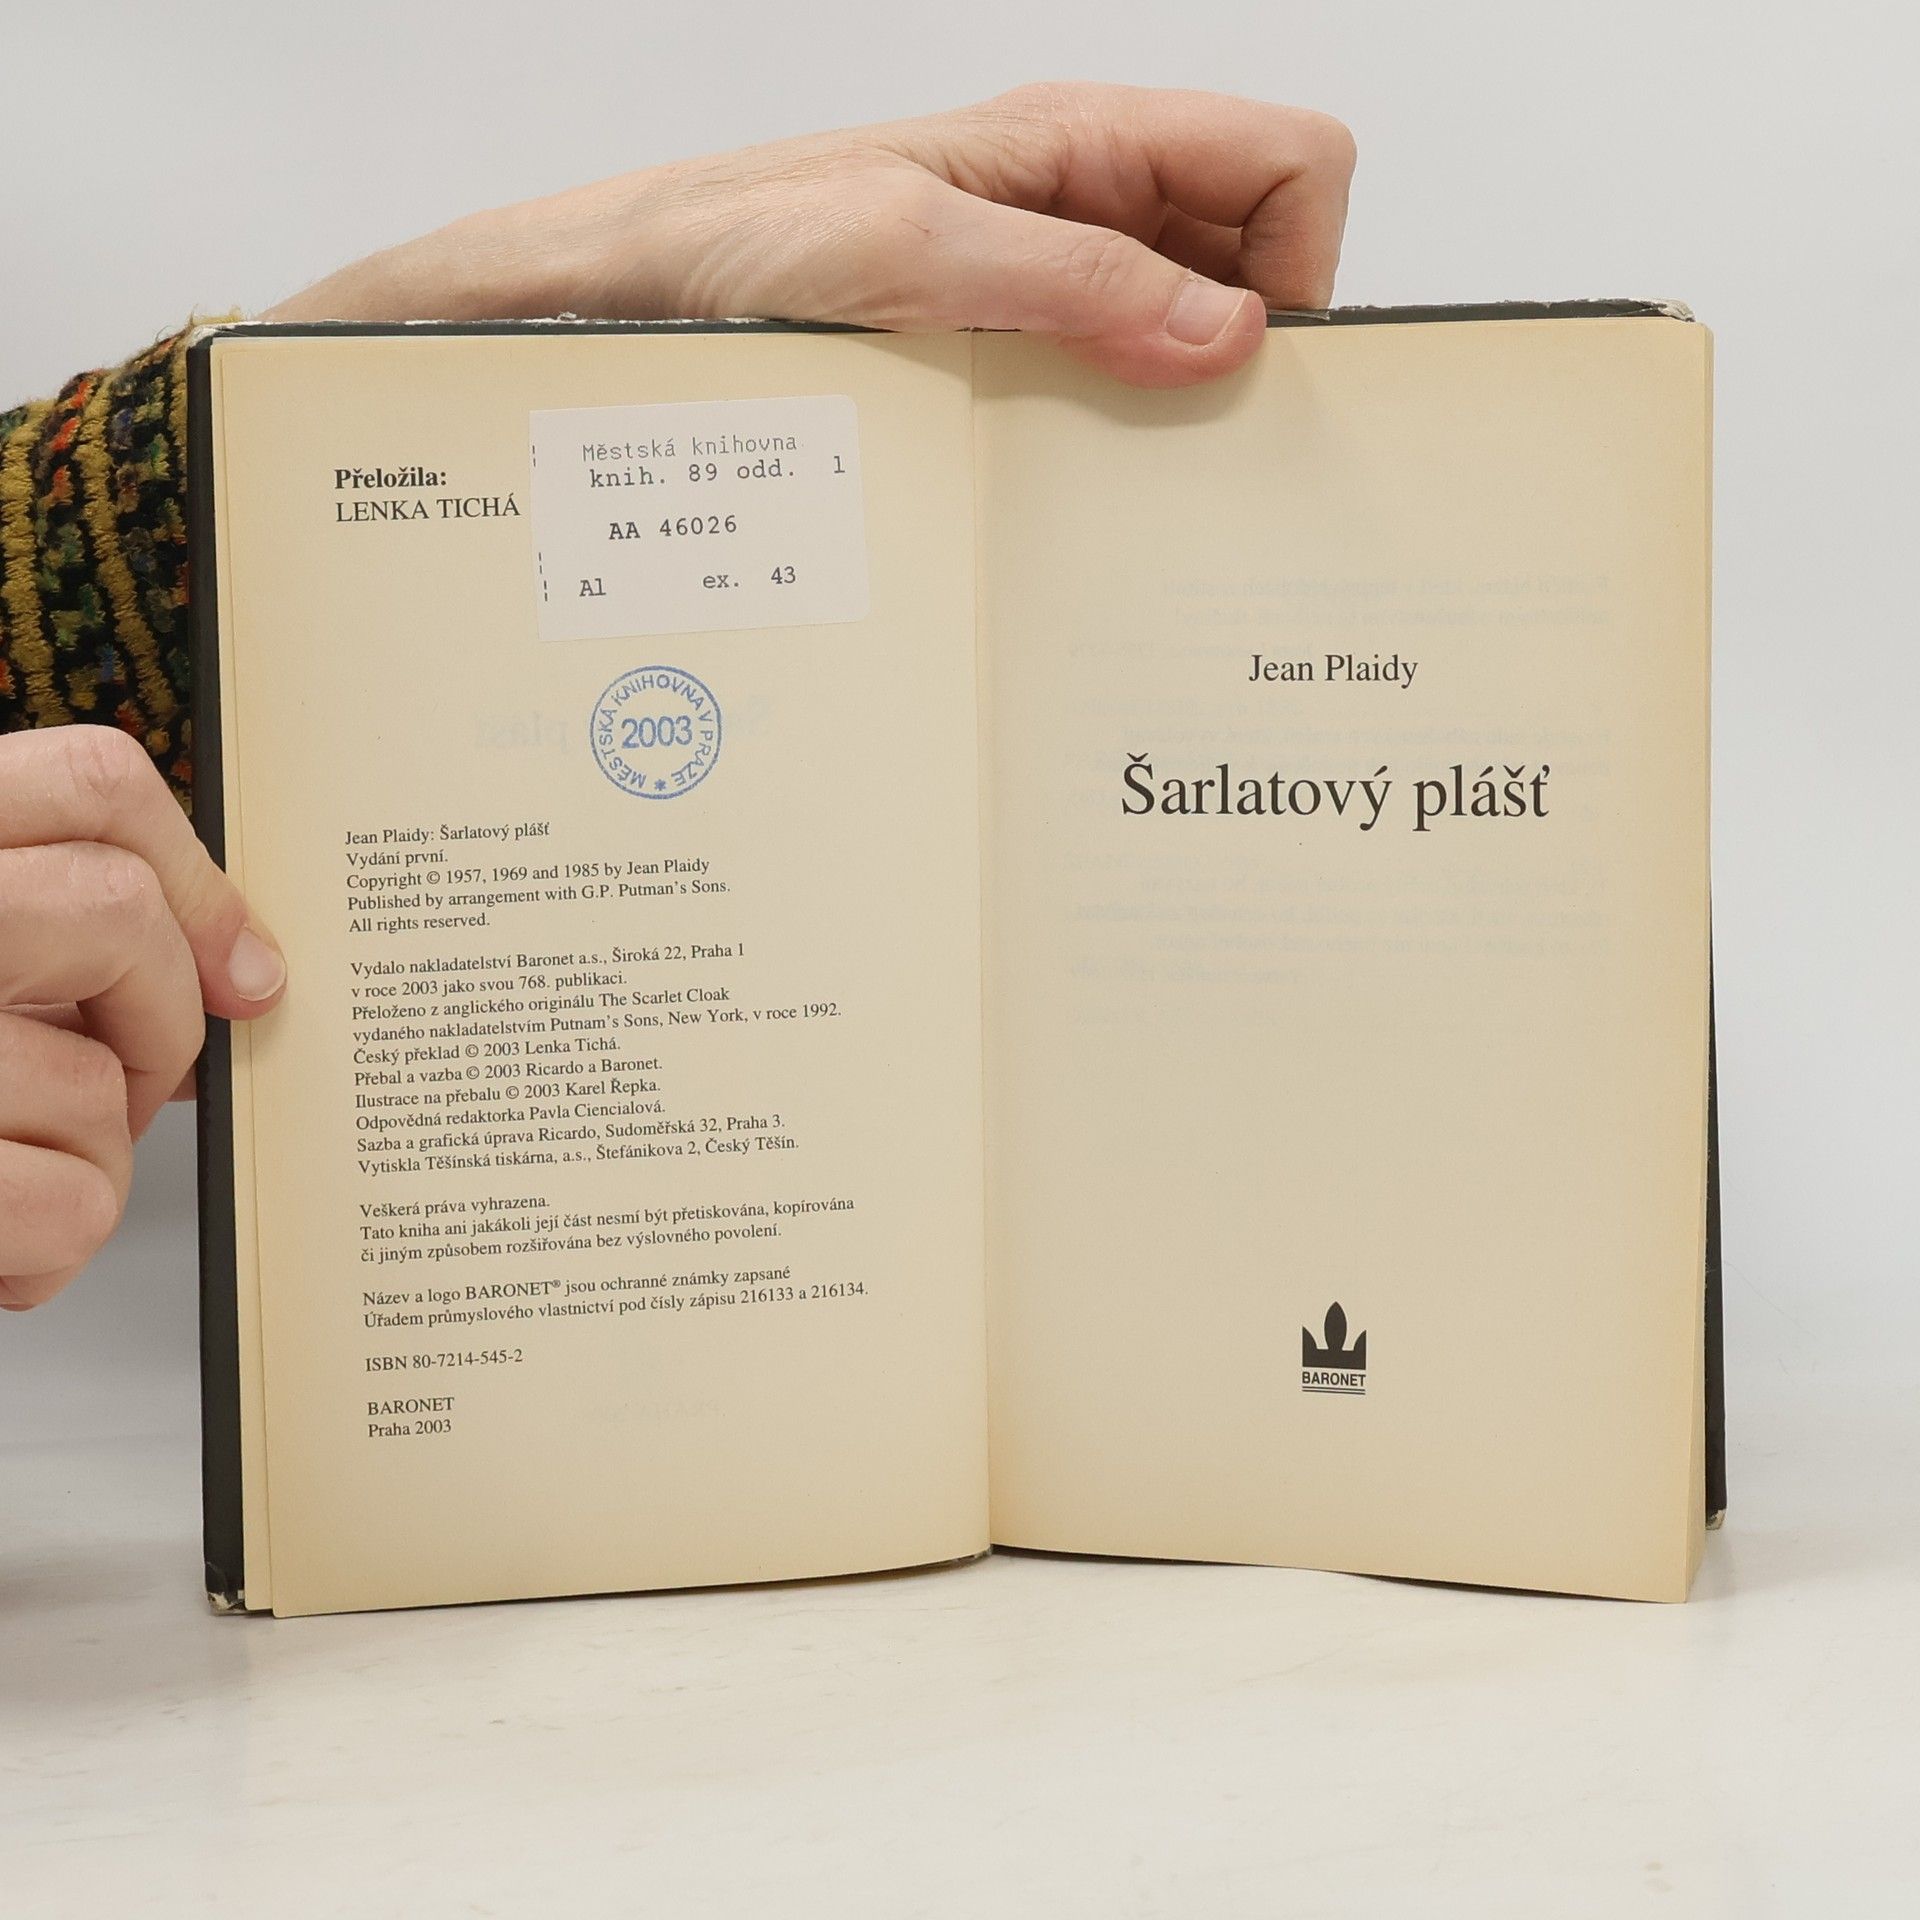 Přeložila:
LENKA TICHÁ
Městská knihovna
knih. 89 odd. 1
AA 46026
A1 ex. 43
MĚSTSKÁ KNIHOVNA V PRAZE *
2003
Jean Plaidy: Šarlatový plášť
Vydání první.
Copyright © 1957, 1969 and 1985 by Jean Plaidy
Published by arrangement with G.P. Putman's Sons.
All rights reserved.
Vydalo nakladatelství Baronet a.s., Široká 22, Praha 1
v roce 2003 jako svou 768. publikaci.
Přeloženo z anglického originálu The Scarlet Cloak
vydaného nakladatelstvím Putnam's Sons, New York, v roce 1992.
Český překlad © 2003 Lenka Tichá.
Přebal a vazba © 2003 Ricardo a Baronet.
Ilustrace na přebalu © 2003 Karel Řepka.
Odpovědná redaktorka Pavla Ciencialová.
Sazba a grafická úprava Ricardo, Sudoměřská 32, Praha 3.
Vytiskla Těšínská tiskárna, a.s., Štefánikova 2, Český Těšín.
Veškerá práva vyhrazena.
Tato kniha ani jakákoli její část nesmí být přetiskována, kopírována
či jiným způsobem rozšiřována bez výslovného povolení.
Název a logo BARONET® jsou ochranné známky zapsané
Úřadem průmyslového vlastnictví pod čísly zápisu 216133 a 216134.
ISBN 80-7214-545-2
BARONET
Praha 2003
Jean Plaidy
Šarlatový plášť
BARONET